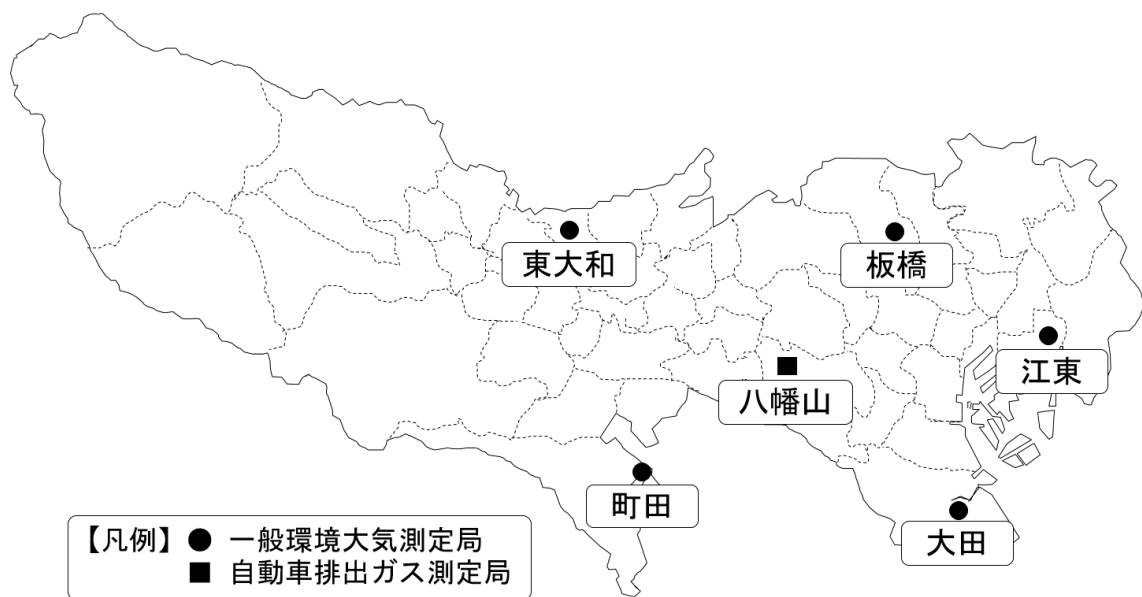 東大和
板橋
江東
八幡山
町田
大田
【凡例】● 一般環境大気測定局
■ 自動車排出ガス測定局